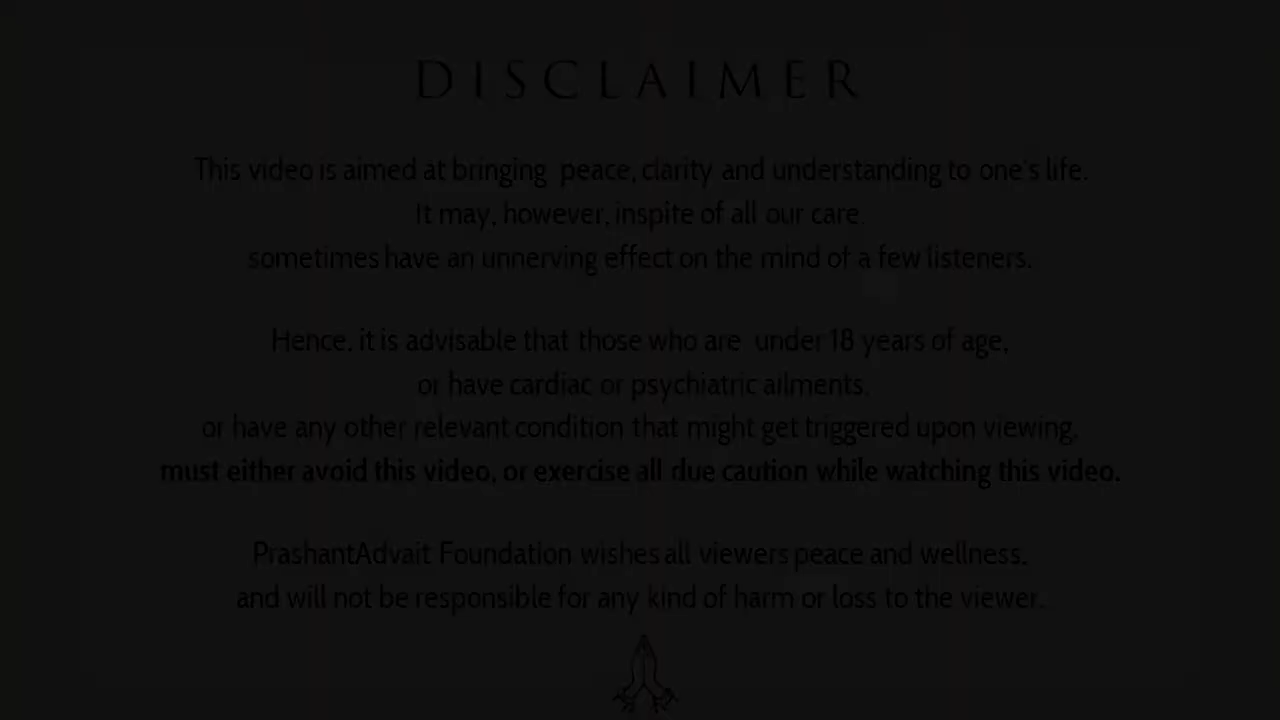 DISCLAIMER
This video is aimed at bringing peace, clarity and understanding to one's life.
It may, however, inspite of all our care,
sometimes have an unnerving effect on the mind of a few listeners.
Hence, it is advisable that those who are under 18 years of age,
or have cardiac or psychiatric ailments,
or have any other relevant condition that might get triggered upon viewing,
must either avoid this video, or exercise all due caution while watching this video.
PrashantAdvait Foundation wishes all viewers peace and wellness,
and will not be responsible for any kind of harm or loss to the viewer.